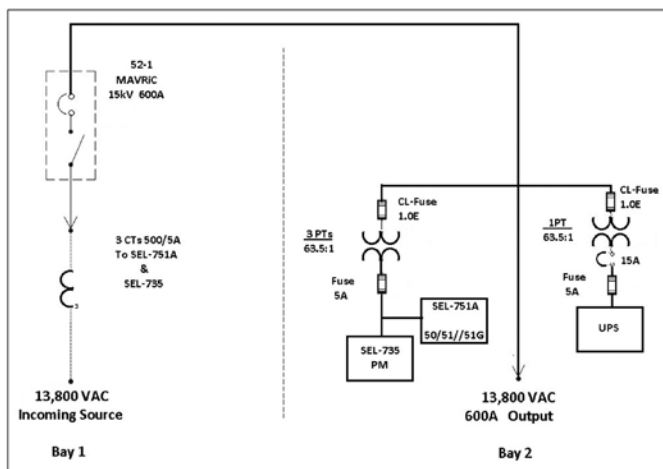 52-1
MAVRiC
15kV 600A
3 CTs 500/5A
To SEL-751A
&
SEL-735
3
13,800 VAC
Incoming Source
Bay 1
CL-Fuse
1.0E
3 PTs
63.5:1
Fuse
5A
SEL-751A
50/51//51G
SEL-735
PM
CL-Fuse
1.0E
1PT
63.5:1
15A
Fuse
5A
UPS
13,800 VAC
600A Output
Bay 2